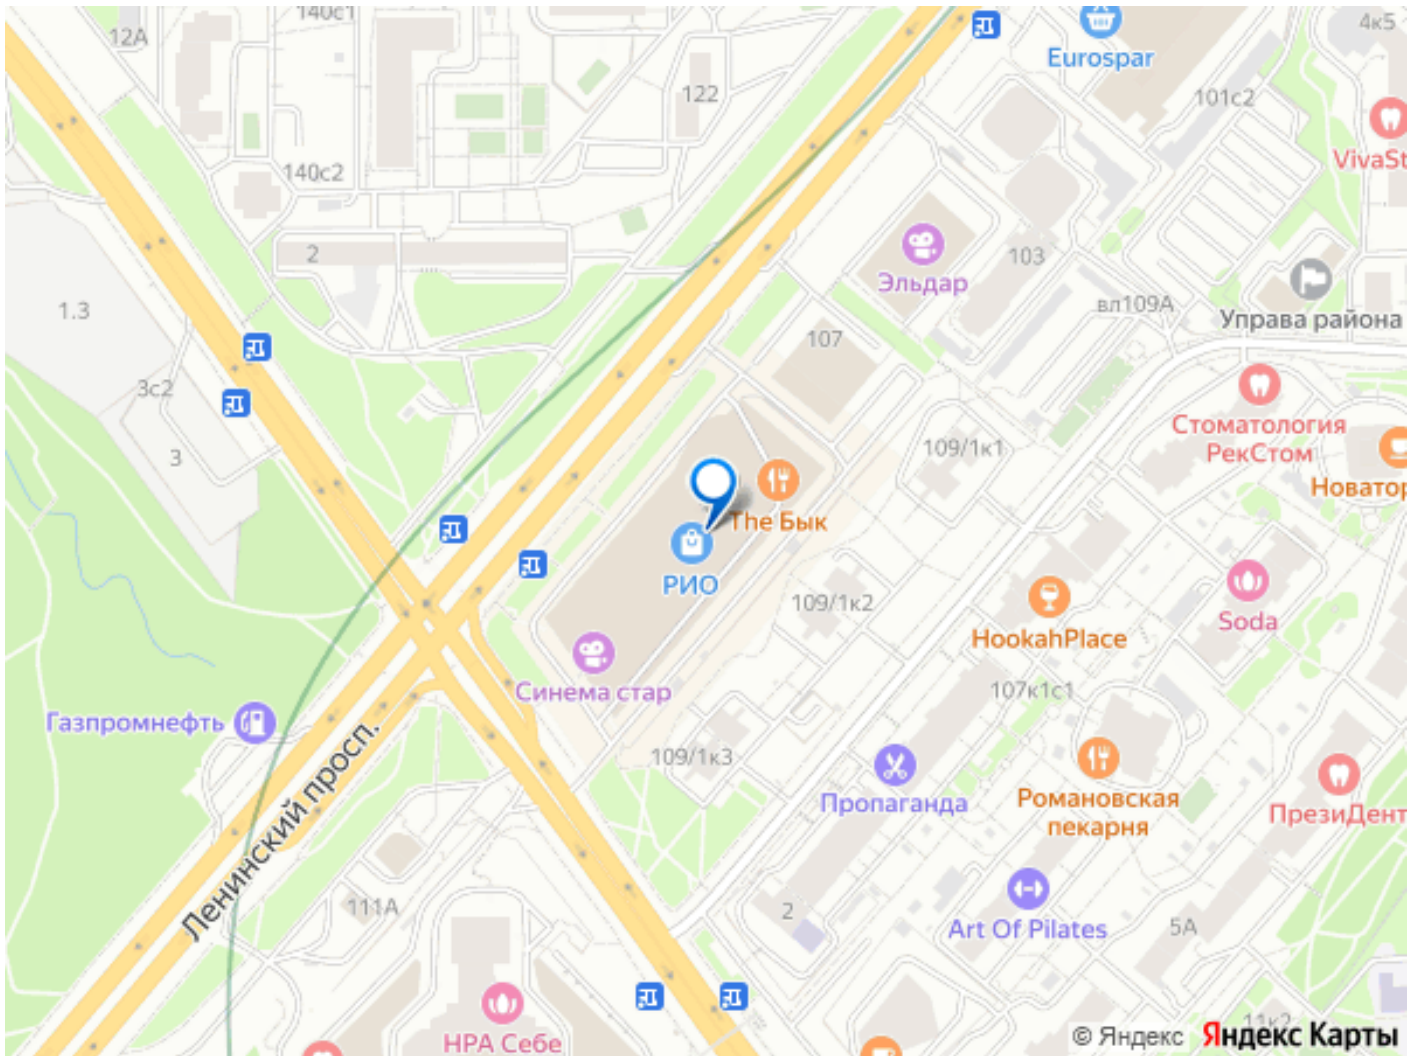 140с1
12А
4к5
Eurospar
122
101с2
VivaSt
140с2
2
Эльдар
103
1.3
вл109А
Управа района
107
3с2
Стоматология
РекСтом
109/1к1
3
Новатор
The Бык
РИО
109/1к2
Soda
HookahPlace
Синема стар
107к1с1
Газпромнефть
Ленинский просп.
109/1к3
Пропаганда
Романовская
пекарня
ПрезиДент
111А
2
Art Of Pilates
5А
НРА Себе
11к2
© Яндекс
Яндекс Карты